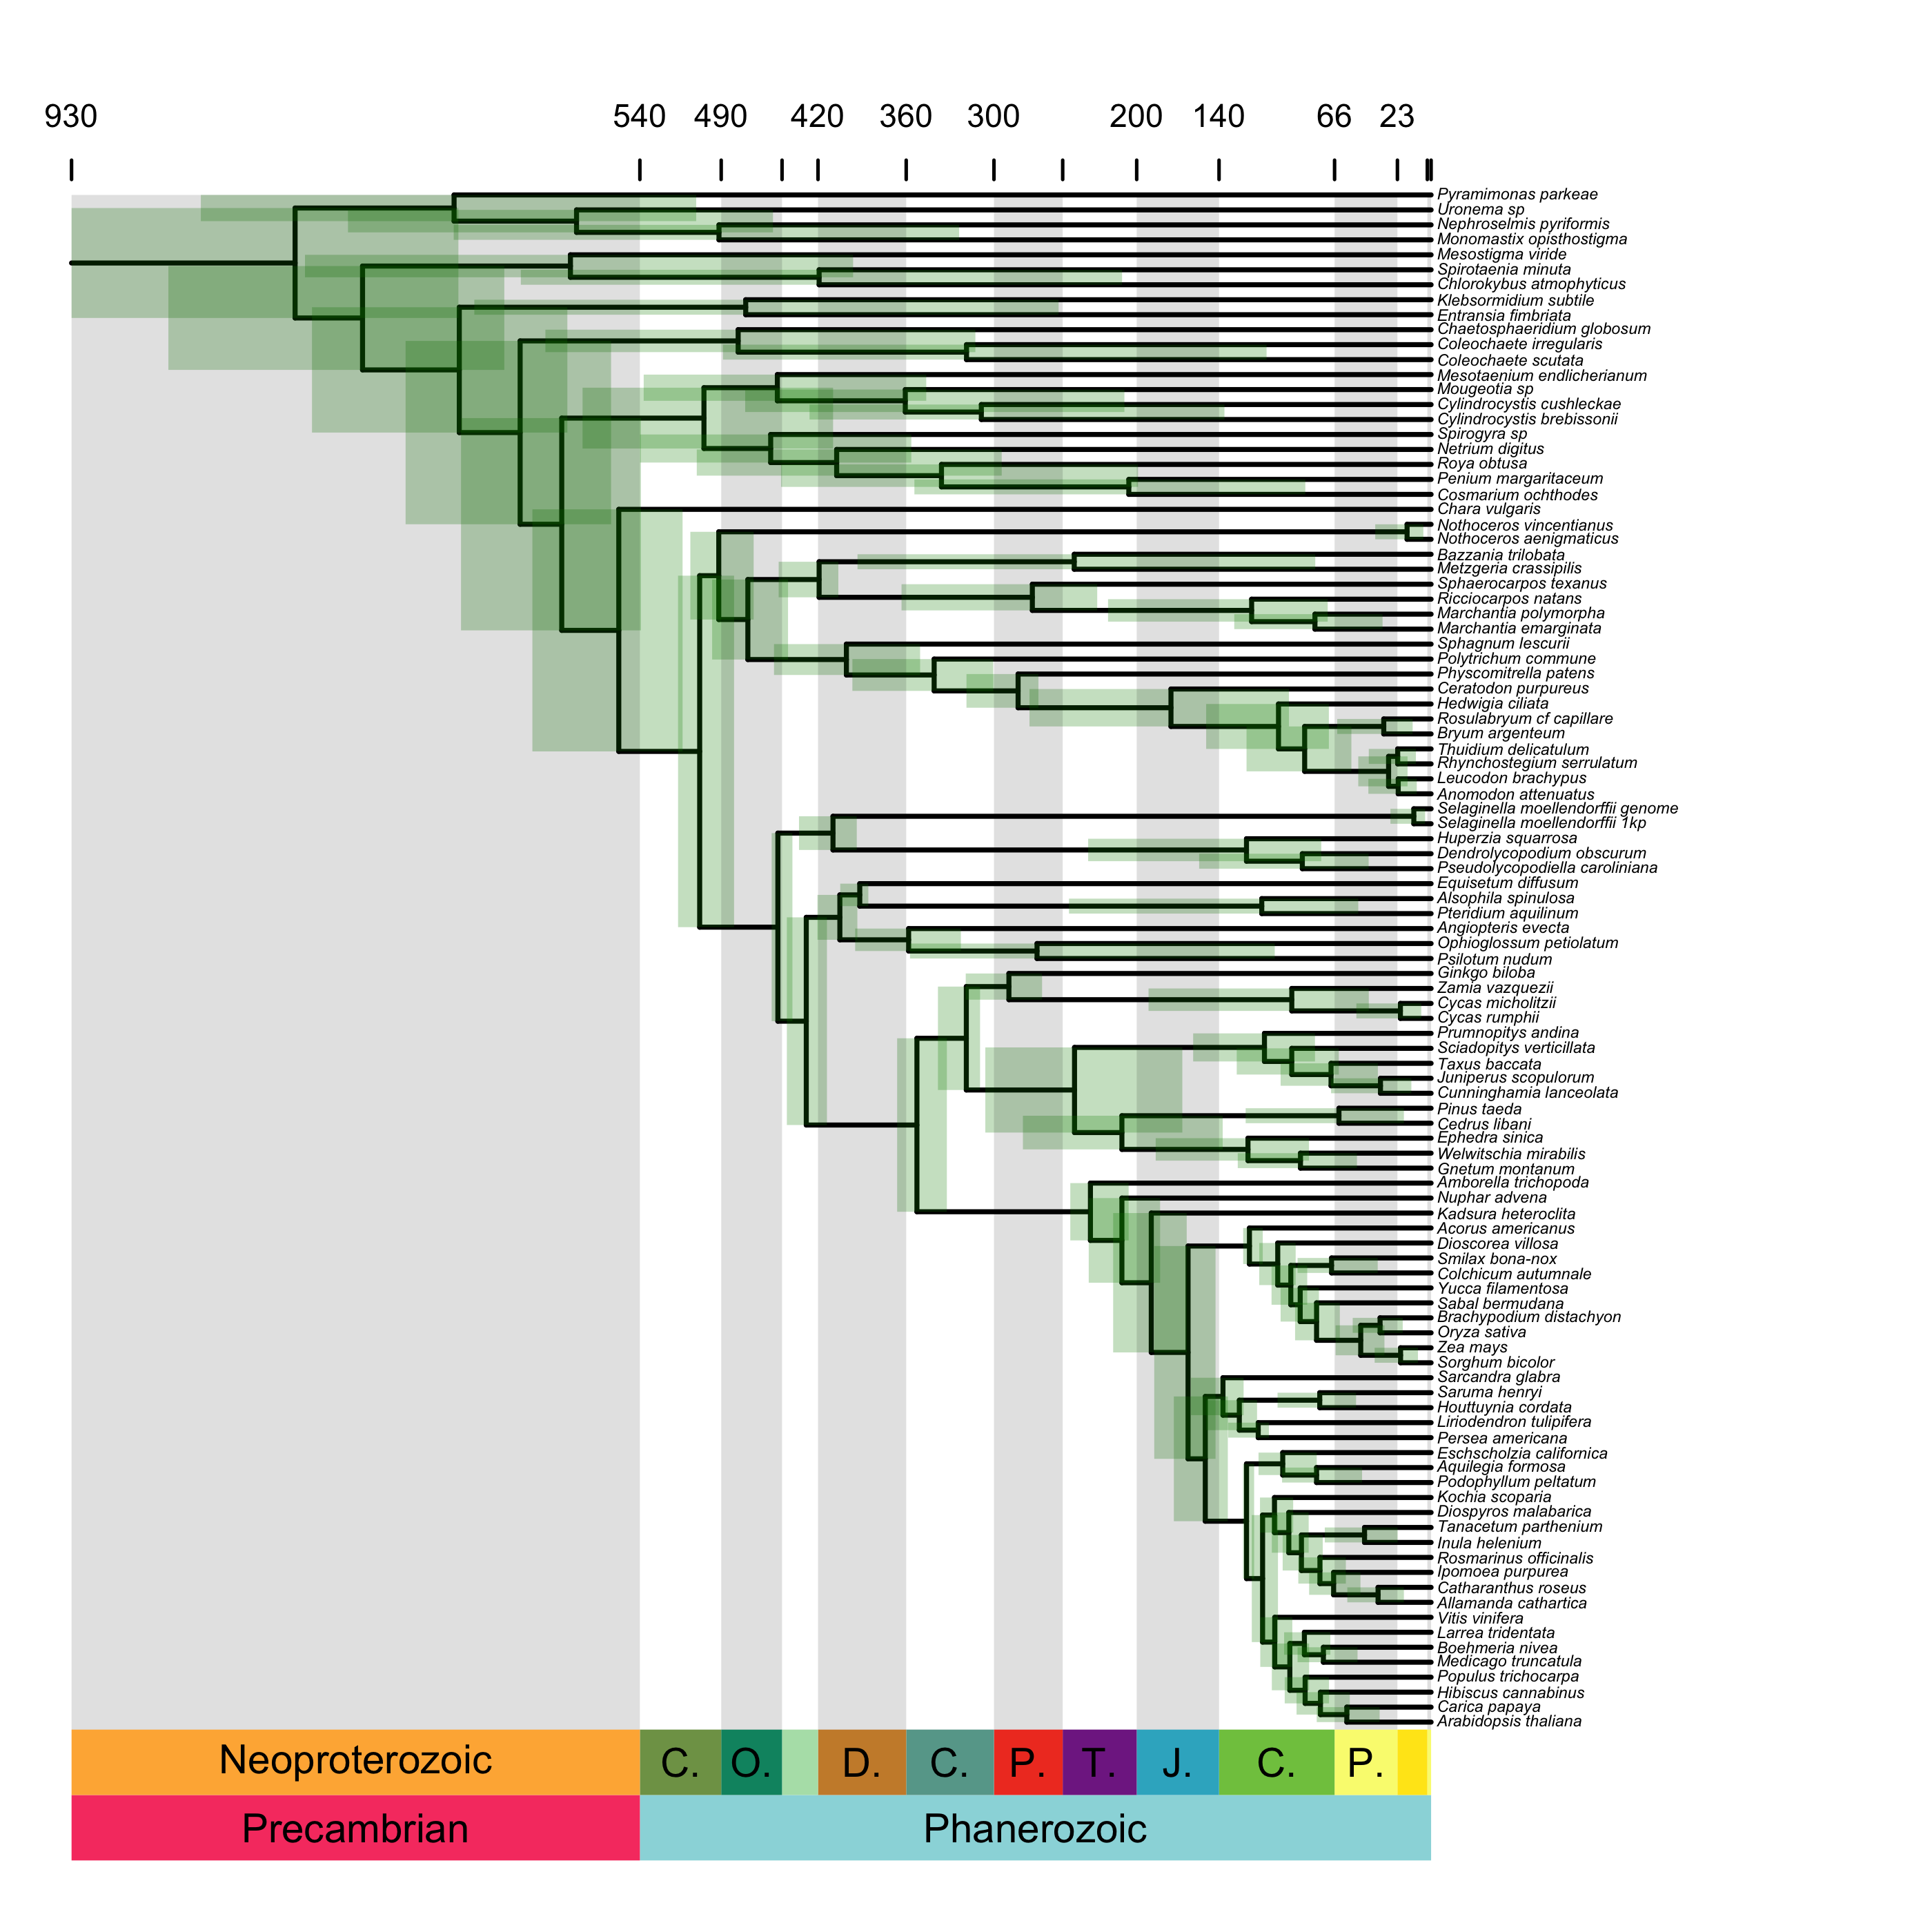 930 540 490 420 360 300 200 140 66 23
Pyramimonas parkeae
Uronema sp
Nephroselmis pyriformis
Monomastix opisthostigma
Mesostigma viride
Spirotaenia minuta
Chlorokybus atmophyticus
Klebsormidium subtile
Entransia fimbriata
Chaetosphaeridium globosum
Coleochaete irregularis
Coleochaete scutata
Mesotaenium endlicherianum
Mougeotia sp
Cylindrocystis cushleckae
Cylindrocystis brebissonii
Spirogyra sp
Netrium digitus
Roya obtusa
Penium margaritaceum
Cosmarium ochthodes
Chara vulgaris
Nothoceros vincentianus
Nothoceros aenigmaticus
Bazzania trilobata
Metzgeria crassipilis
Sphaerocarpos texanus
Ricciocarpos natans
Marchantia polymorpha
Marchantia emarginata
Sphagnum lescurii
Polytrichum commune
Physcomitrella patens
Ceratodon purpureus
Hedwigia ciliata
Rosulabryum cf capillare
Bryum argenteum
Thuidium delicatulum
Rhynchostegium serrulatum
Leucodon brachypus
Anomodon attenuatus
Selaginella moellendorffii genome
Selaginella moellendorffii 1kp
Huperzia squarrosa
Dendrolycopodium obscurum
Pseudolycopodiella caroliniana
Equisetum diffusum
Alsophila spinulosa
Pteridium aquilinum
Angiopteris evecta
Ophioglossum petiolatum
Psilotum nudum
Ginkgo biloba
Zamia vazquezii
Cycas micholitzii
Cycas rumphii
Prumnopitys andina
Sciadopitys verticillata
Taxus baccata
Juniperus scopulorum
Cunninghamia lanceolata
Pinus taeda
Cedrus libani
Ephedra sinica
Welwitschia mirabilis
Gnetum montanum
Amborella trichopoda
Nuphar advena
Kadsura heteroclita
Acorus americanus
Dioscorea villosa
Smilax bona-nox
Colchicum autumnale
Yucca filamentosa
Sabal bermudana
Brachypodium distachyon
Oryza sativa
Zea mays
Sorghum bicolor
Sarcandra glabra
Saruma henryi
Houttuynia cordata
Liriodendron tulipifera
Persea americana
Eschscholzia californica
Aquilegia formosa
Podophyllum peltatum
Kochia scoparia
Diospyros malabarica
Tanacetum parthenium
Inula helenium
Rosmarinus officinalis
Ipomoea purpurea
Catharanthus roseus
Allamanda cathartica
Vitis vinifera
Larrea tridentata
Boehmeria nivea
Medicago truncatula
Populus trichocarpa
Hibiscus cannabinus
Carica papaya
Arabidopsis thaliana
Neoproterozoic C. O. D. C. P. T. J. C. P.
Precambrian Phanerozoic